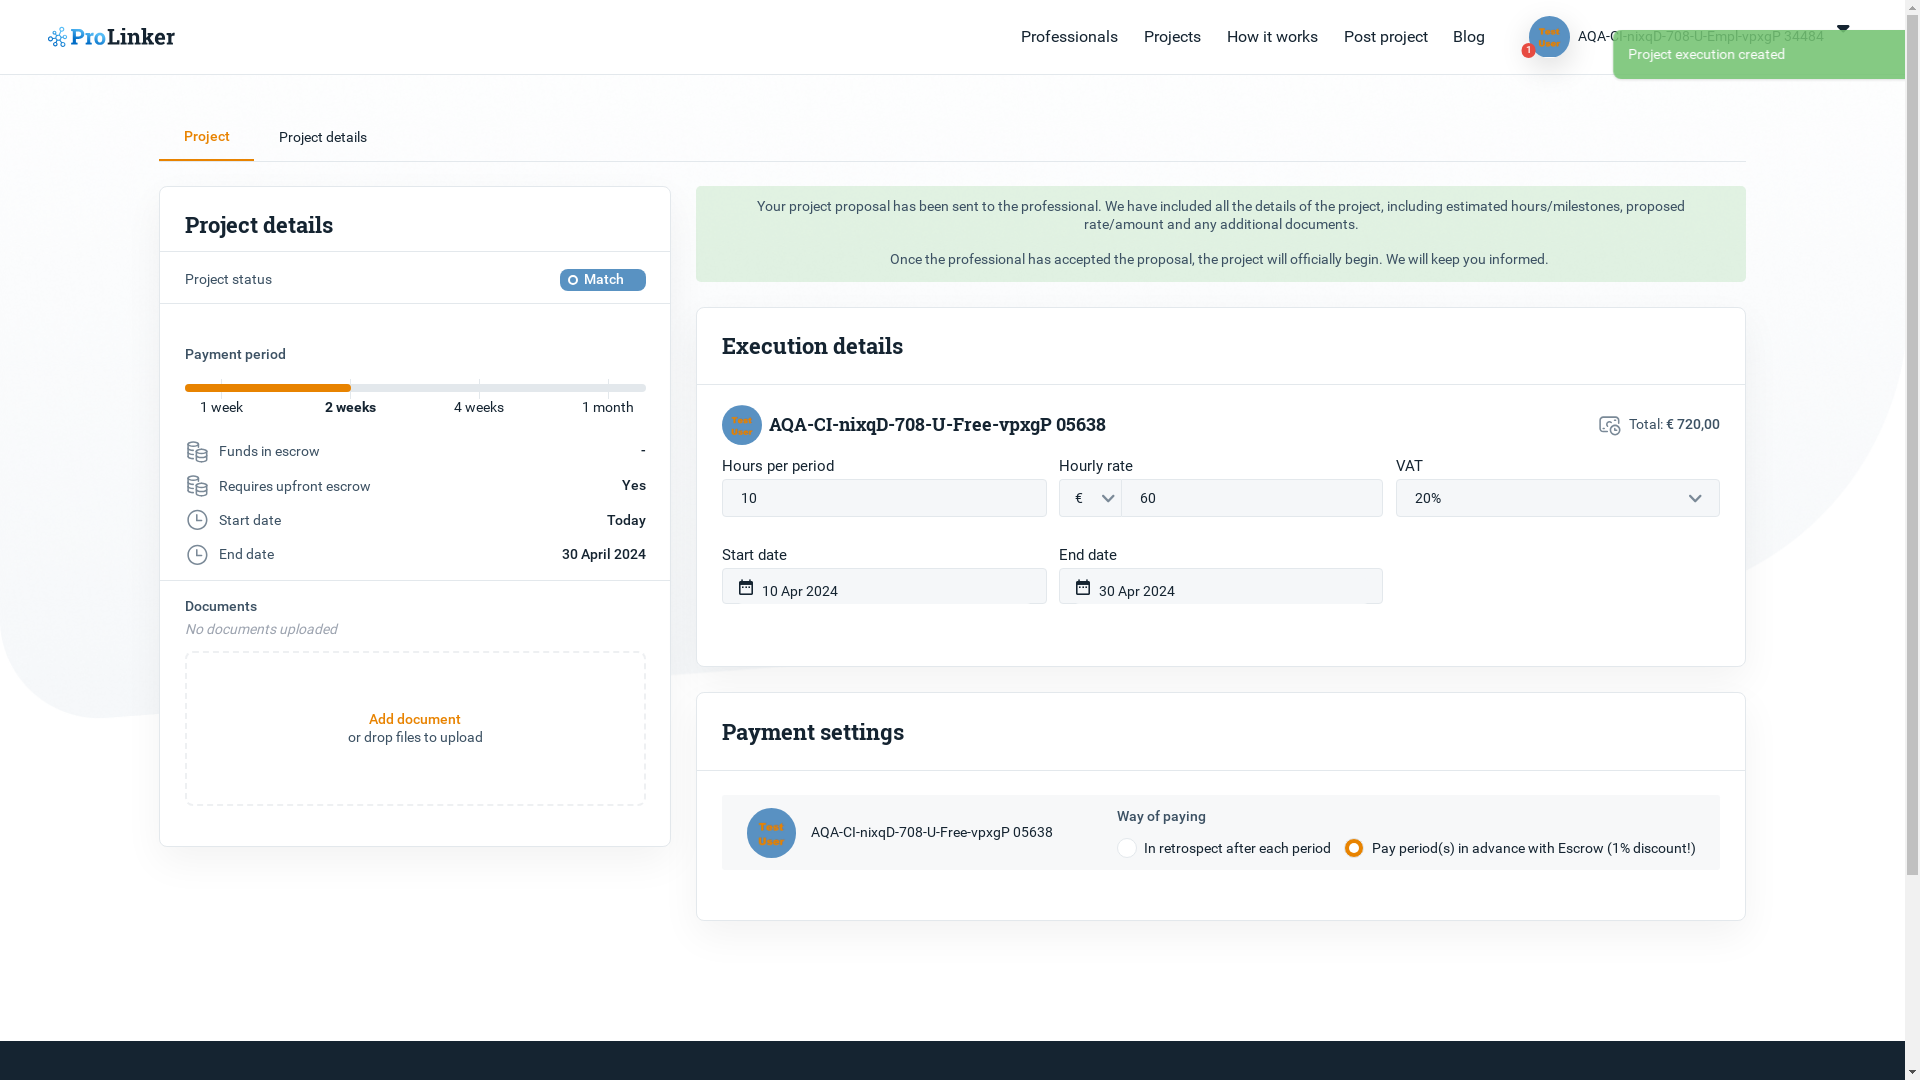 ProLinker
Professionals
Projects
How it works
Post project
Blog
1
Test
User
AQA-CI-nixqD-708-U-Empl-vpxgP 34484
Project execution created
Project
Project details
Project details
Project status
Match
Payment period
1 week
2 weeks
4 weeks
1 month
Funds in escrow
-
Requires upfront escrow
Yes
Start date
Today
End date
30 April 2024
Documents
No documents uploaded
Add document
or drop files to upload
Your project proposal has been sent to the professional. We have included all the details of the project, including estimated hours/milestones, proposed
rate/amount and any additional documents.
Once the professional has accepted the proposal, the project will officially begin. We will keep you informed.
Execution details
Test
User
AQA-CI-nixqD-708-U-Free-vpxgP 05638
Total: € 720,00
Hours per period
Hourly rate
VAT
10
€
60
20%
Start date
End date
10 Apr 2024
30 Apr 2024
Payment settings
Test
User
AQA-CI-nixqD-708-U-Free-vpxgP 05638
Way of paying
In retrospect after each period
Pay period(s) in advance with Escrow (1% discount!)